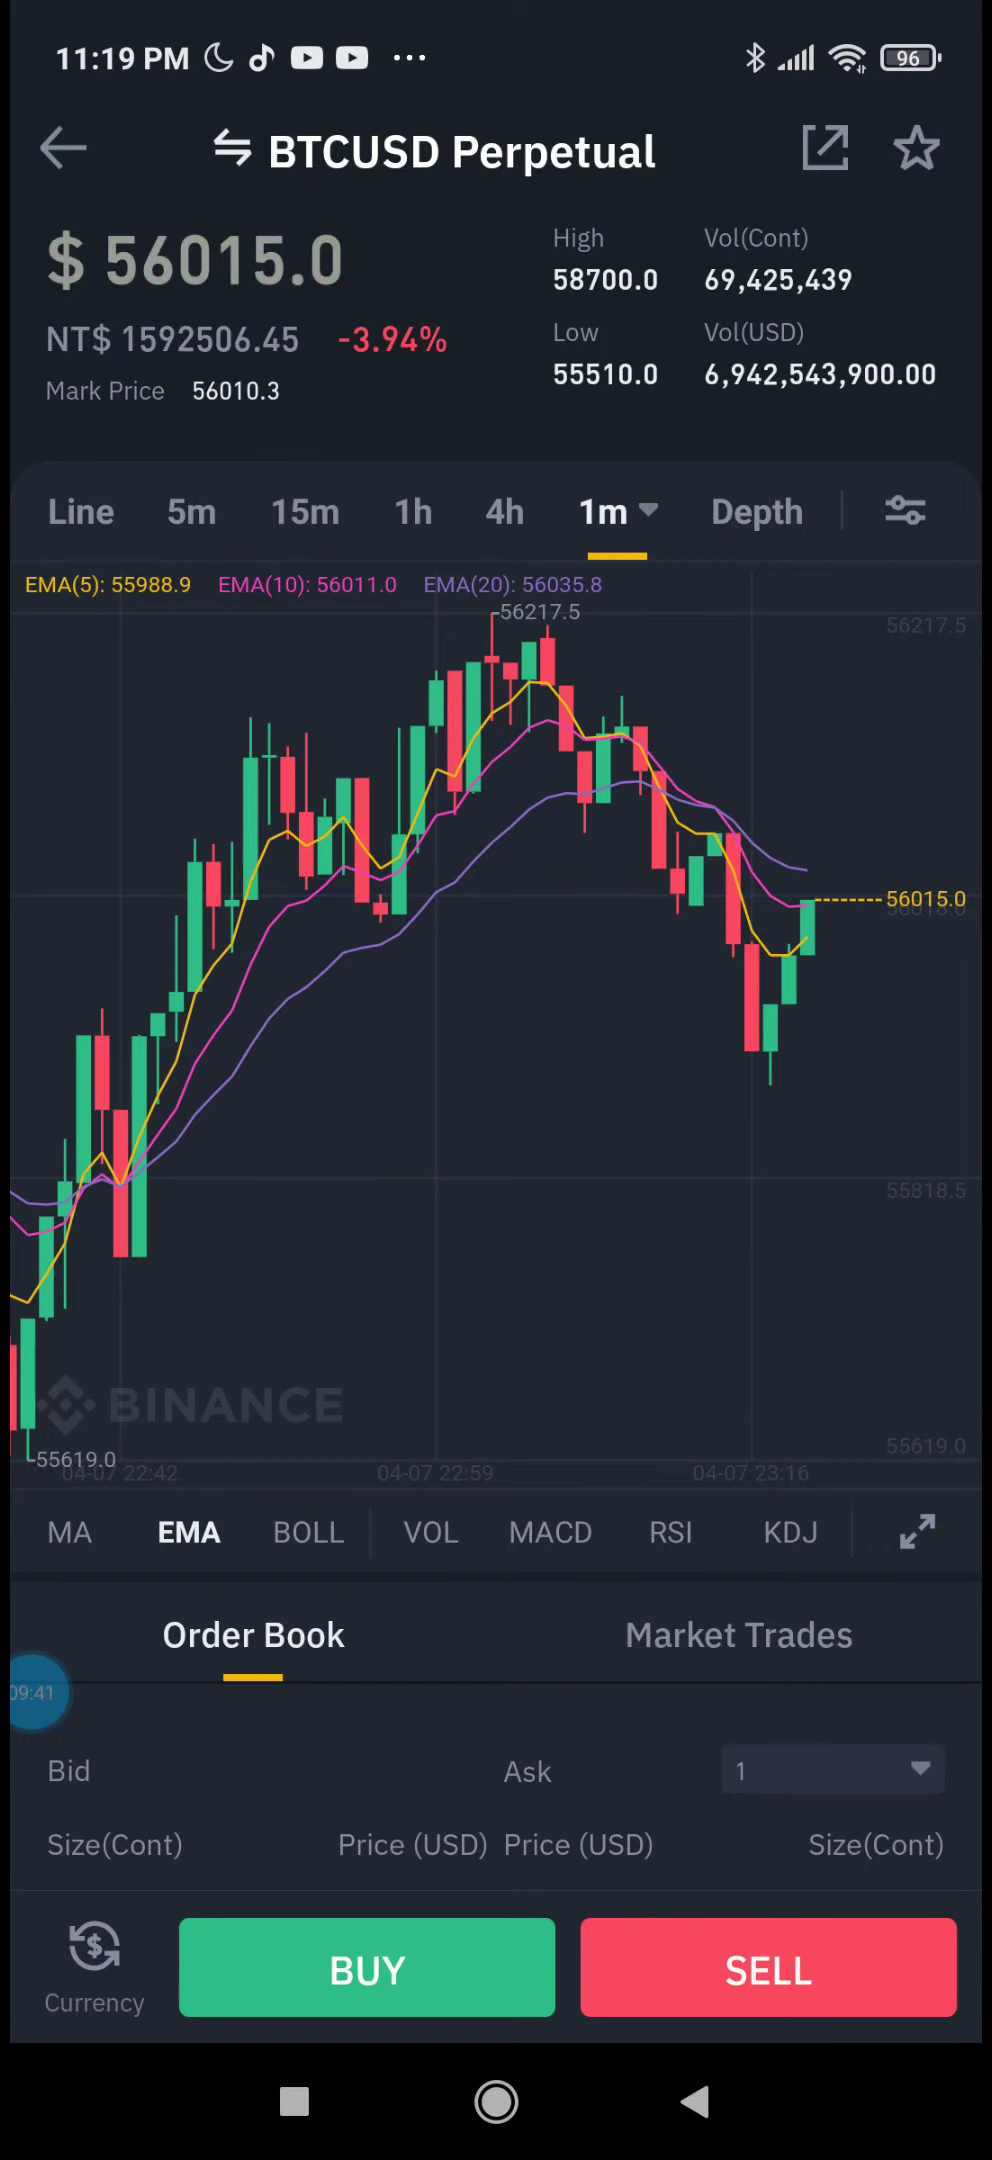 11:19 PM 96
BTCUSD Perpetual
$ 56015.0
NT$ 1592506.45 -3.94%
Mark Price 56010.3
High
58700.0
Vol(Cont)
69,425,439
Low
55510.0
Vol(USD)
6,942,543,900.00
Line 5m 15m 1h 4h 1m Depth
EMA(5): 55988.9 EMA(10): 56011.0 EMA(20): 56035.8
56217.5
56217.5
56015.0
56018.0
55818.5
BINANCE
55619.0
55619.0
04-07 22:42 04-07 22:59 04-07 23:16
MA EMA BOLL VOL MACD RSI KDJ
Order Book Market Trades
09:41
Bid Ask 1
Size(Cont) Price (USD) Price (USD) Size(Cont)
Currency BUY SELL